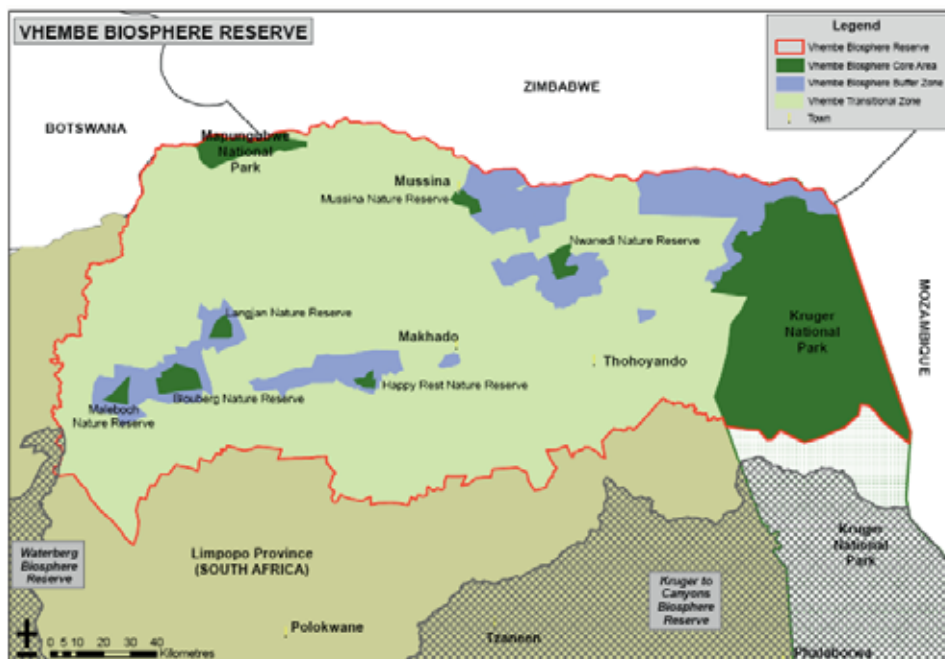 VHEMBE BIOSPHERE RESERVE
Legend
Vhembe Biosphere Reserve
Vhembe Biosphere Core Area
Vhembe Biosphere Buffer Zone
Vhembe Transitional Zone
Town
ZIMBABWE
BOTSWANA
Mapungubwe
National
Park
Mussina
Mussina Nature Reserve
Nwanedi Nature Reserve
MOZAMBIQUE
Langjan Nature Reserve
Makhado
Kruger
National
Park
Thohoyando
Happy Rest Nature Reserve
Blouberg Nature Reserve
Maleboch
Nature Reserve
Kruger
National
Park
Waterberg
Biosphere
Reserve
Limpopo Province
(SOUTH AFRICA)
Kruger to
Canyons
Biosphere
Reserve
Polokwane
Tzaneen
0 5 10 20 30 40
Kilometres
Phalaborwa